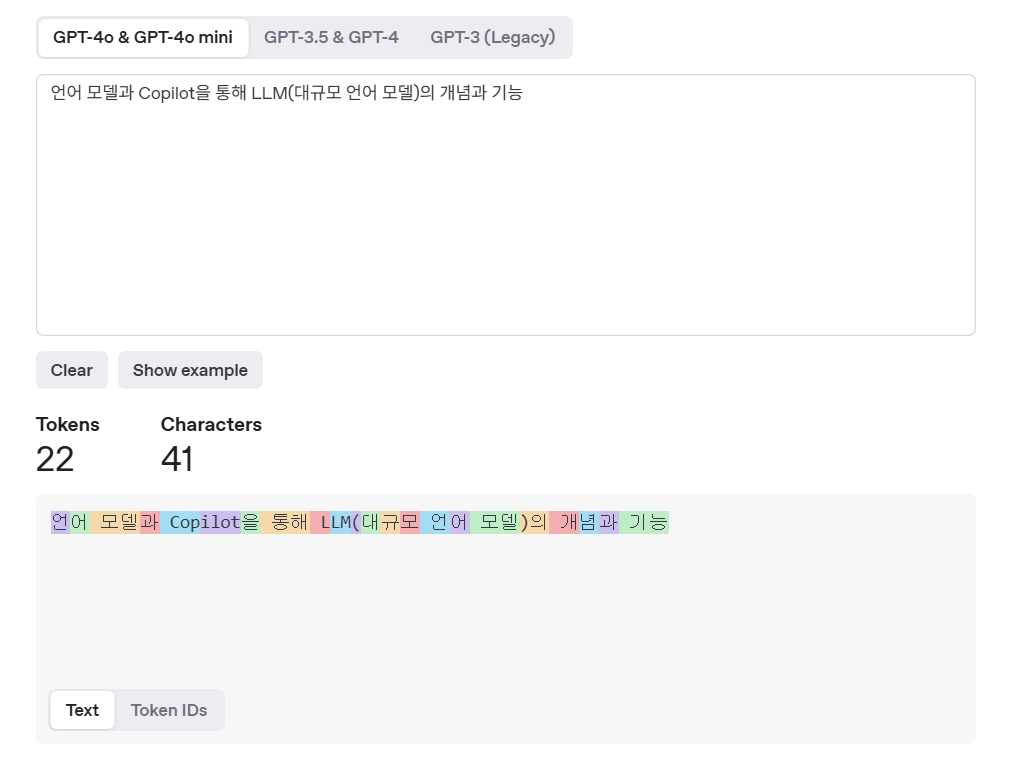 GPT-4o & GPT-4o mini GPT-3.5 & GPT-4 GPT-3 (Legacy)
언어 모델과 Copilot을 통해 LLM(대규모 언어 모델)의 개념과 기능
Clear Show example
Tokens Characters
22 41
언어 모델과 Copilot을 통해 LLM(대규모 언어 모델)의 개념과 기능
Text Token IDs